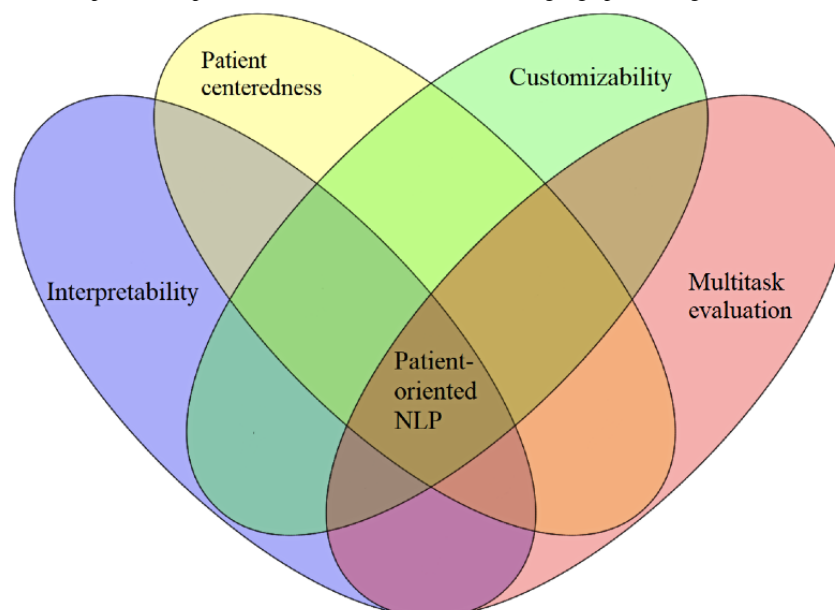 Patient
centeredness
Customizability
Interpretability
Multitask
evaluation
Patient-
oriented
NLP